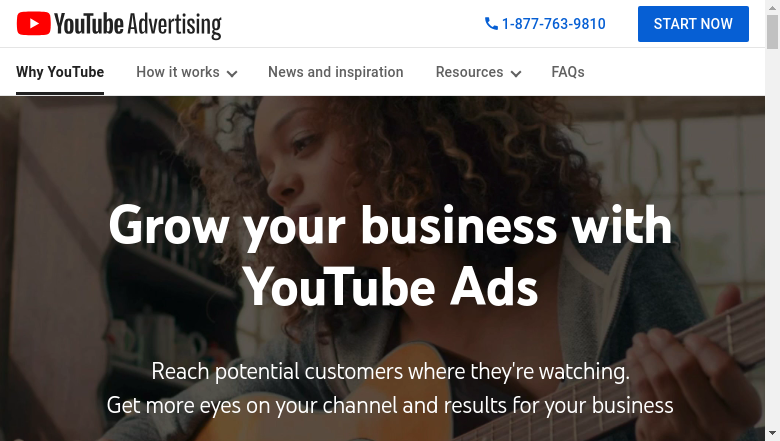 YouTube Advertising
1-877-763-9810
START NOW
Why YouTube
How it works
News and inspiration
Resources
FAQs
Grow your business with
YouTube Ads
Reach potential customers where they're watching.
Get more eyes on your channel and results for your business